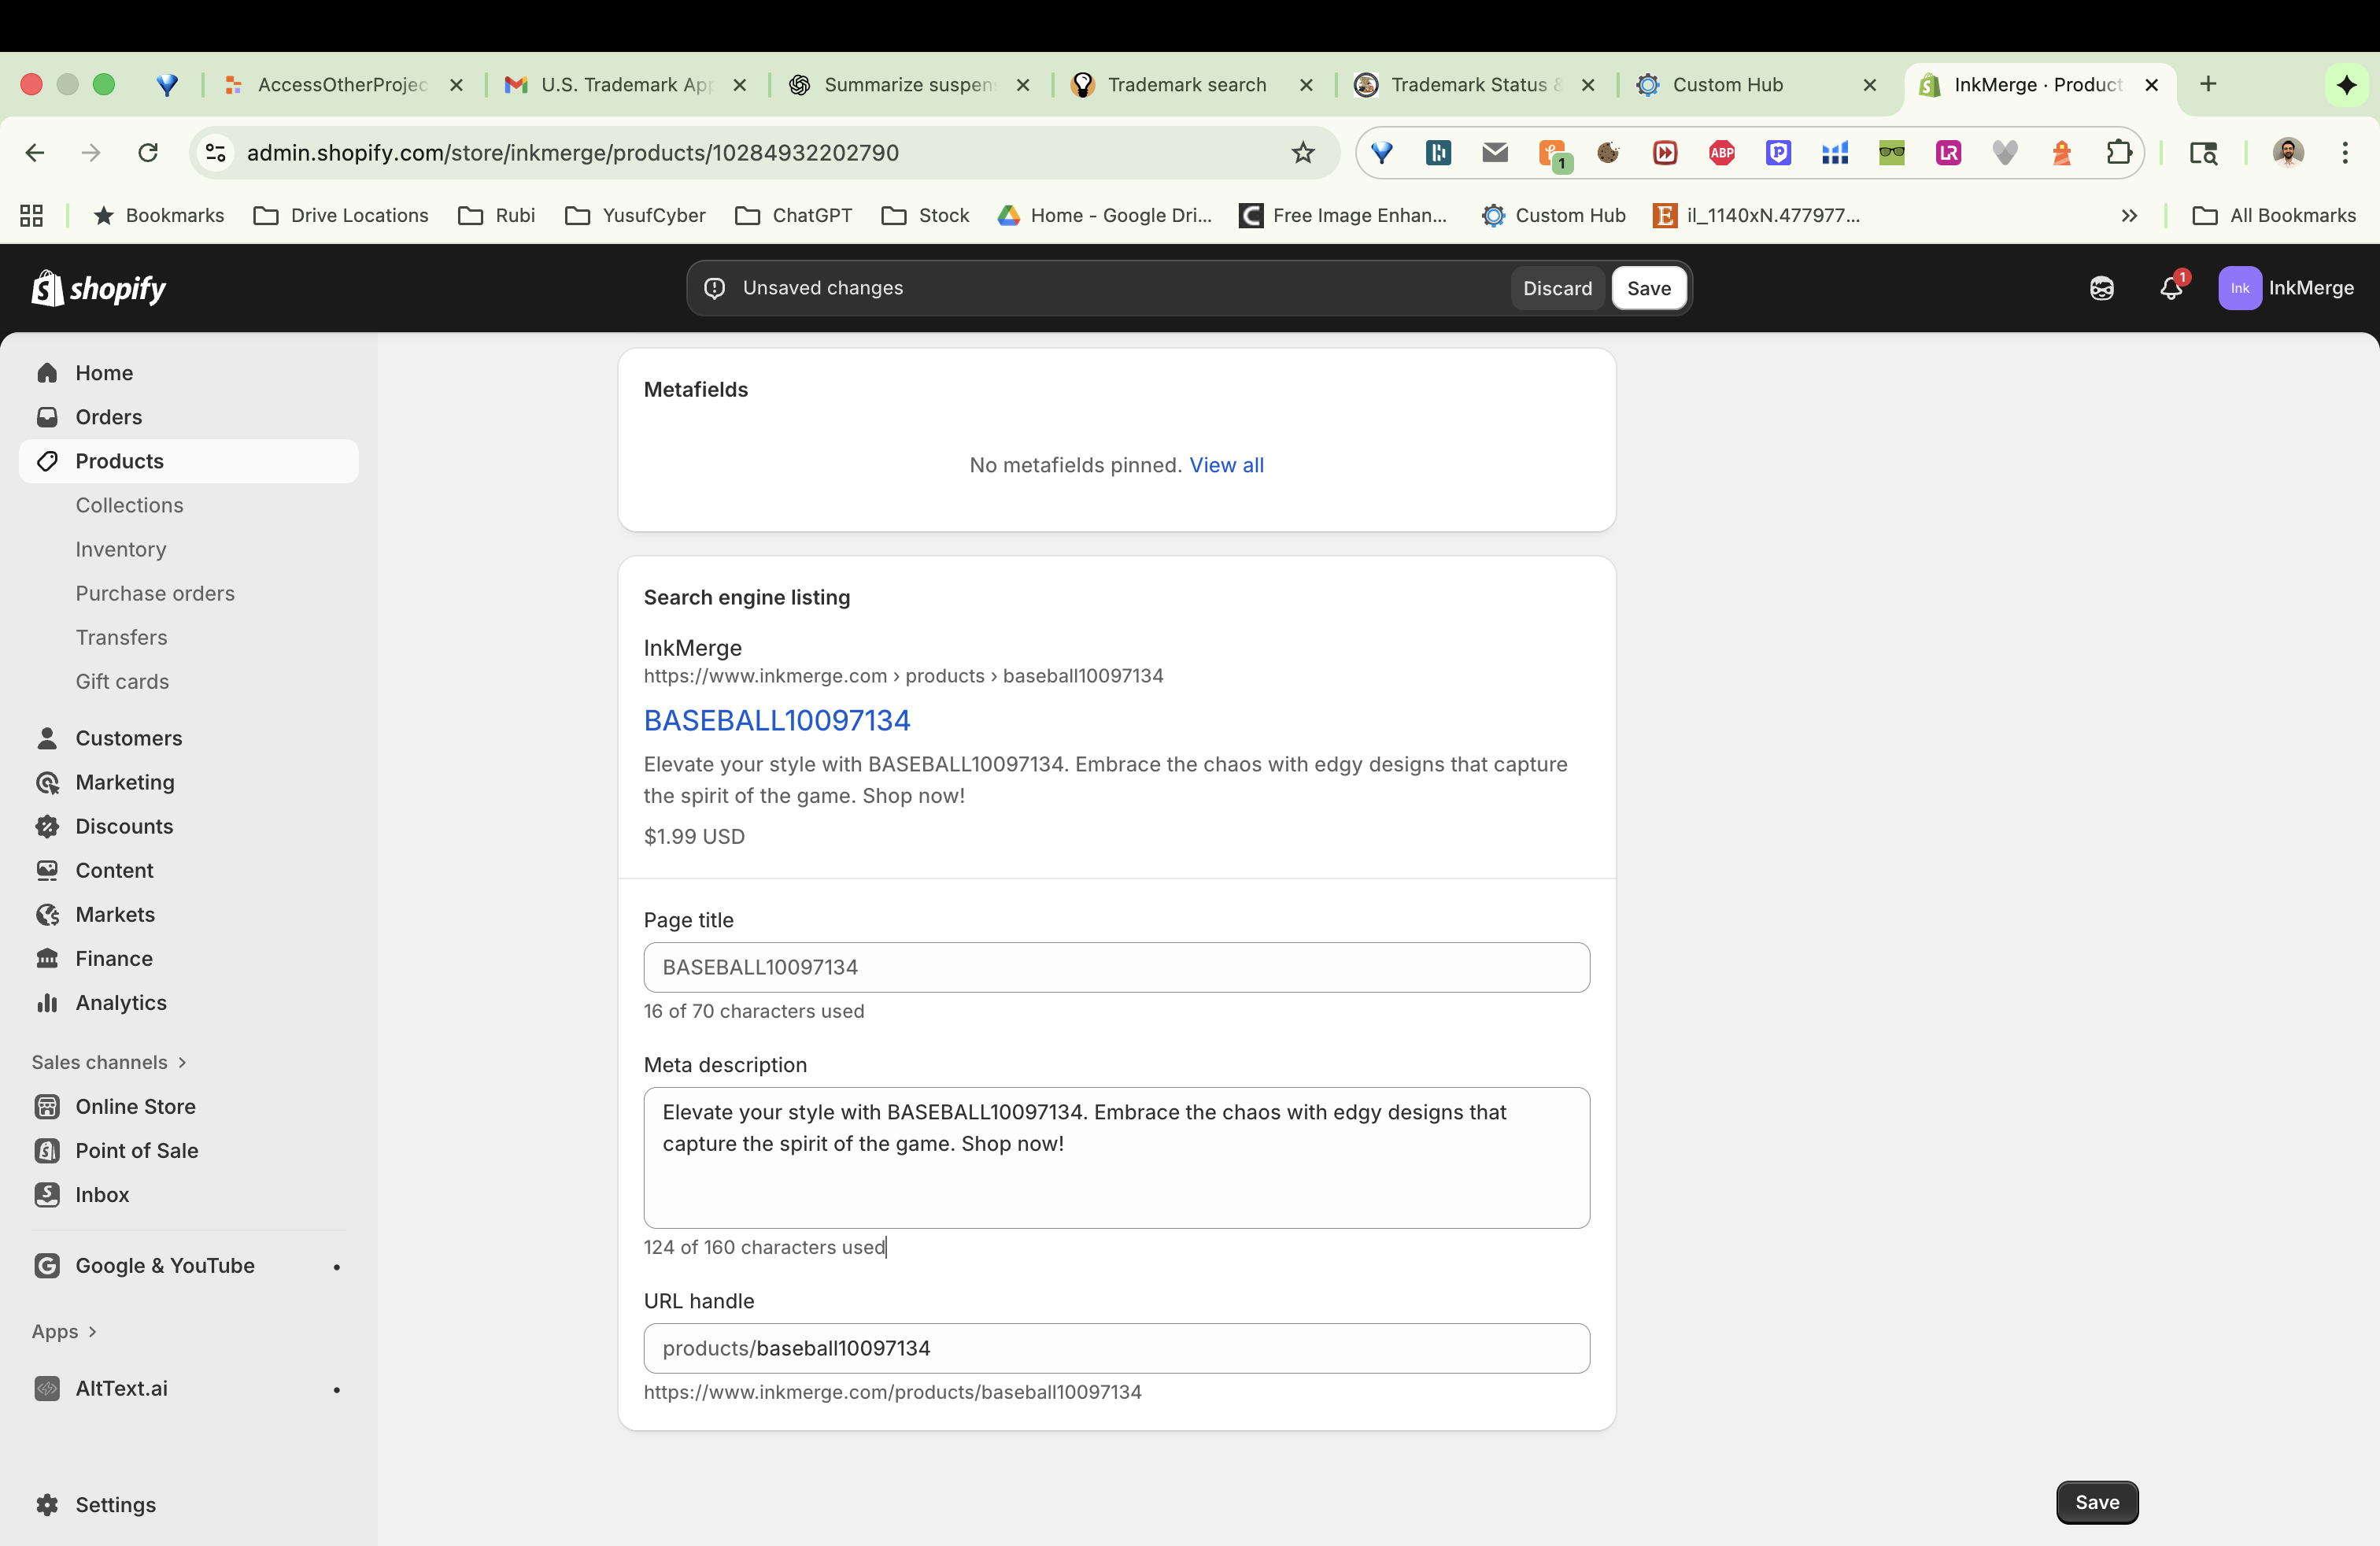 AccessOtherProjec
U.S. Trademark Ap
Summarize suspen
Trademark search
Trademark Status &
Custom Hub
InkMerge · Product
admin.shopify.com/store/inkmerge/products/10284932202790
1
ABP
LR
Bookmarks
Drive Locations
Rubi
YusufCyber
ChatGPT
Stock
Home - Google Dri...
Free Image Enhan...
Custom Hub
il_1140xN.477977...
All Bookmarks
shopify
Unsaved changes
Discard
Save
1
Ink
InkMerge
Home
Orders
Products
Collections
Inventory
Purchase orders
Transfers
Gift cards
Customers
Marketing
Discounts
Content
Markets
Finance
Analytics
Sales channels
Online Store
Point of Sale
Inbox
Google & YouTube
Apps
AltText.ai
Settings
Metafields
No metafields pinned. View all
Search engine listing
InkMerge
https://www.inkmerge.com › products › baseball10097134
BASEBALL10097134
Elevate your style with BASEBALL10097134. Embrace the chaos with edgy designs that capture
the spirit of the game. Shop now!
$1.99 USD
Page title
BASEBALL10097134
16 of 70 characters used
Meta description
Elevate your style with BASEBALL10097134. Embrace the chaos with edgy designs that
capture the spirit of the game. Shop now!
124 of 160 characters used
URL handle
products/baseball10097134
https://www.inkmerge.com/products/baseball10097134
Save